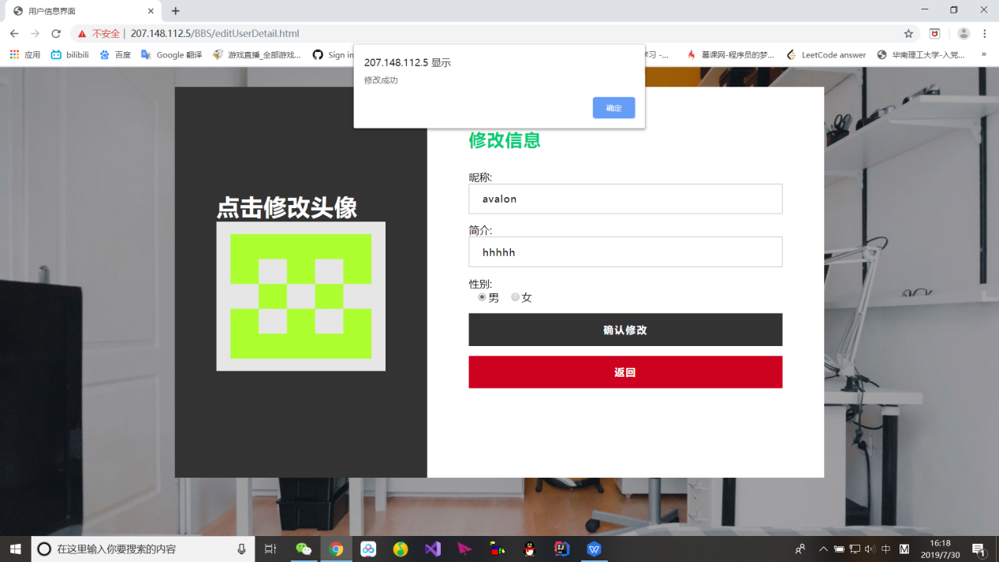 用户信息界面
不安全 | 207.148.112.5/BBS/editUserDetail.html
应用 bilibili 百度 Google 翻译 游戏直播_全部游戏... Sign in 学习 -... 慕课网-程序员的梦... LeetCode answer 华南理工大学-入党... »
207.148.112.5 显示
修改成功
确定
修改信息
昵称:
avalon
点击修改头像
简介:
hhhhh
性别:
男 女
确认修改
返回
在这里输入你要搜索的内容
中
16:18
2019/7/30
1